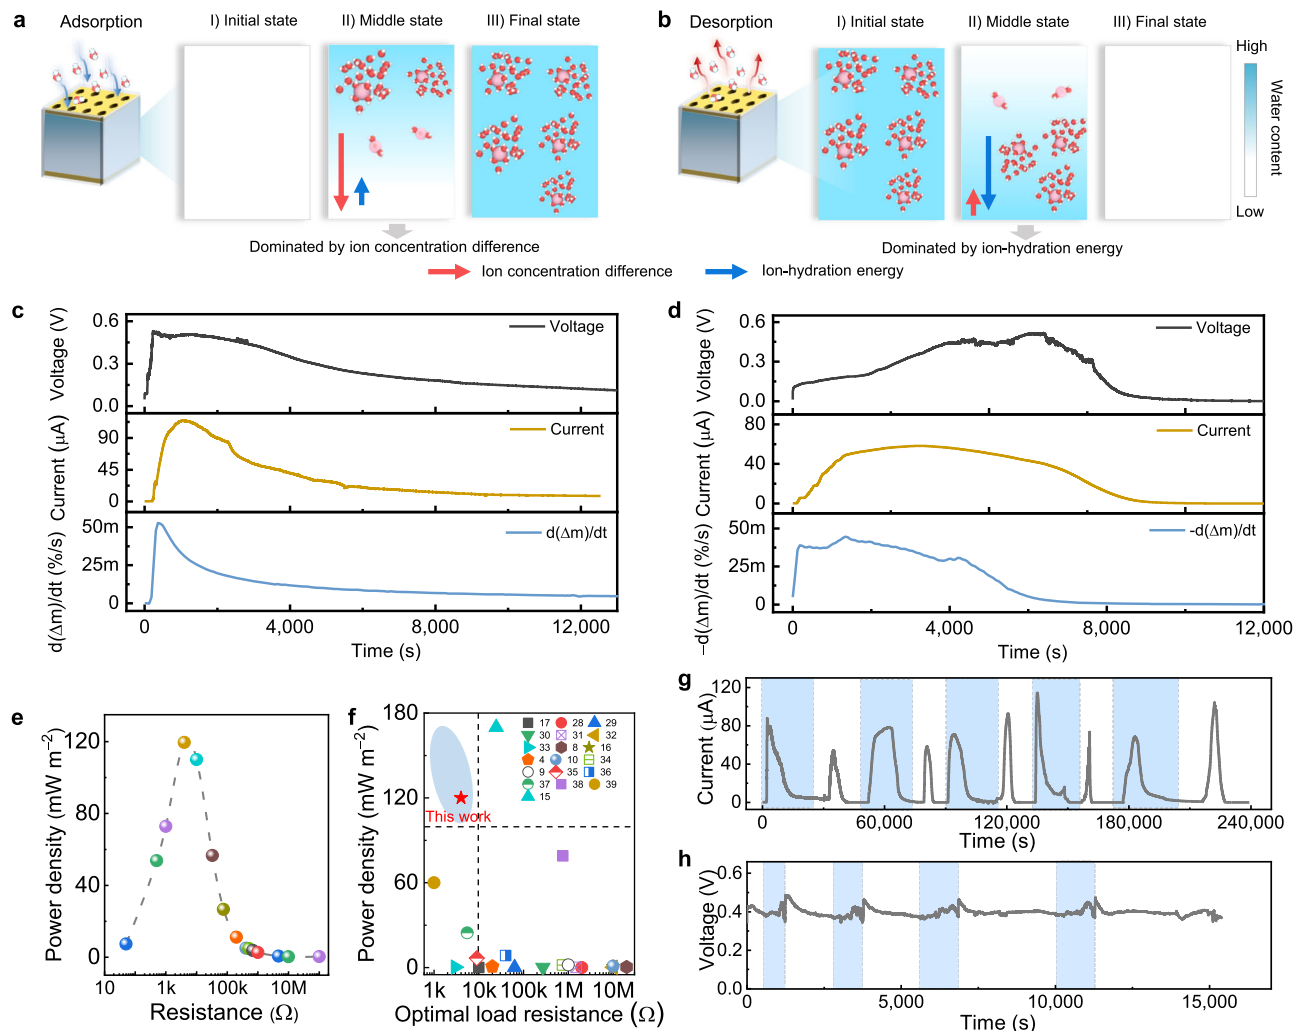 a
Adsorption
I) Initial state
II) Middle state
III) Final state
Dominated by ion concentration difference
b
Desorption
I) Initial state
II) Middle state
III) Final state
High
Water content
Low
Dominated by ion-hydration energy
Ion concentration difference
Ion-hydration energy
c
Voltage (V)
0.6
0.3
0.0
Voltage
Current (μA)
90
45
0
Current
d(Δm)/dt (%/s)
50m
25m
0
d(Δm)/dt
0
4,000
8,000
12,000
Time (s)
d
Voltage (V)
0.6
0.3
0.0
Voltage
Current (μA)
80
40
0
Current
-d(Δm)/dt (%/s)
50m
25m
0
-d(Δm)/dt
0
4,000
8,000
12,000
Time (s)
e
Power density (mW m−2)
120
80
40
0
10
1k
100k
10M
Resistance (Ω)
f
Power density (mW m−2)
180
120
60
0
This work
17
28
29
30
31
32
33
8
16
4
10
34
9
35
36
37
38
39
15
1k
10k
100k
1M
10M
Optimal load resistance (Ω)
g
Current (μA)
120
80
40
0
0
60,000
120,000
180,000
240,000
Time (s)
h
Voltage (V)
0.6
0.4
0.2
0.0
0
5,000
10,000
15,000
Time (s)